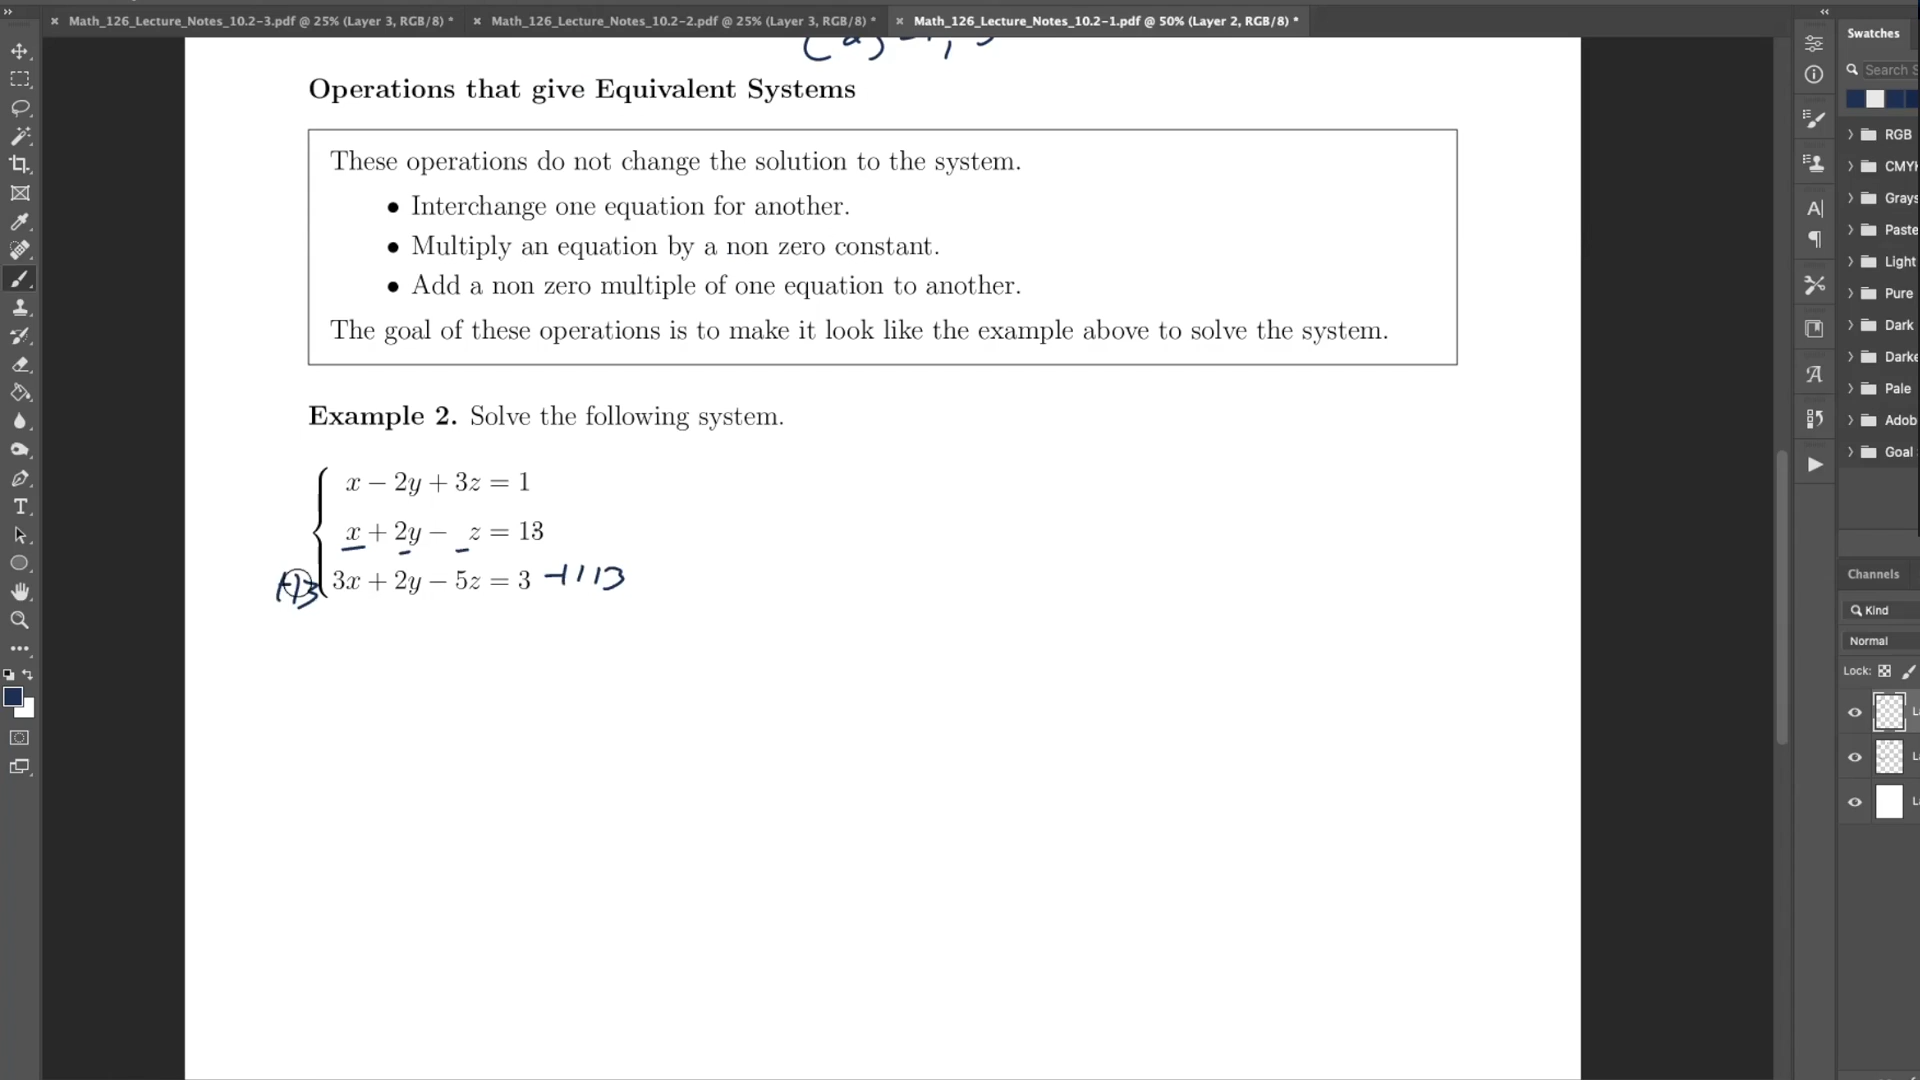 Math_126_Lecture_Notes_10.2-3.pdf @ 25% (Layer 3, RGB/8) *
Math_126_Lecture_Notes_10.2-2.pdf @ 25% (Layer 3, RGB/8) *
Math_126_Lecture_Notes_10.2-1.pdf @ 50% (Layer 2, RGB/8) *
Operations that give Equivalent Systems
These operations do not change the solution to the system.
• Interchange one equation for another.
• Multiply an equation by a non zero constant.
• Add a non zero multiple of one equation to another.
The goal of these operations is to make it look like the example above to solve the system.
Example 2. Solve the following system.
x − 2y + 3z = 1
x + 2y − z = 13
3x + 2y − 5z = 3
Swatches
Search S
RGB
CMYK
Grays
Paste
Light
Pure
Dark
Darke
Pale
Adob
Goal
Channels
Kind
Normal
Lock: